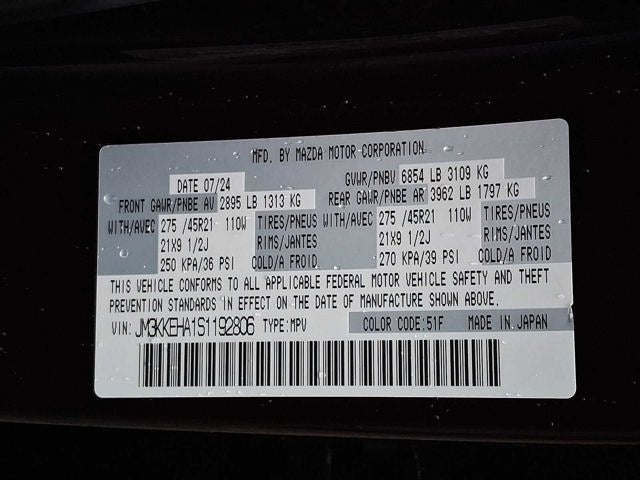 MFD. BY MAZDA MOTOR CORPORATION
DATE 07/24 GVWR/PNBV 6854 LB 3109 KG
FRONT GAWR/PNBE AV 2895 LB 1313 KG REAR GAWR/PNBE AR 3962 LB 1797 KG
WITH/AVEC 275 /45R21 110W TIRES/PNEUS WITH/AVEC 275 /45R21 110W TIRES/PNEUS
21X9 1/2J RIMS/JANTES 21X9 1/2J RIMS/JANTES
250 KPA/36 PSI COLD/A FROID 270 KPA/39 PSI COLD/A FROID
THIS VEHICLE CONFORMS TO ALL APPLICABLE FEDERAL MOTOR VEHICLE SAFETY AND THEFT
PREVENTION STANDARDS IN EFFECT ON THE DATE OF MANUFACTURE SHOWN ABOVE.
VIN: JM3KKEHA1S1192806 TYPE:MPV COLOR CODE:51F MADE IN JAPAN